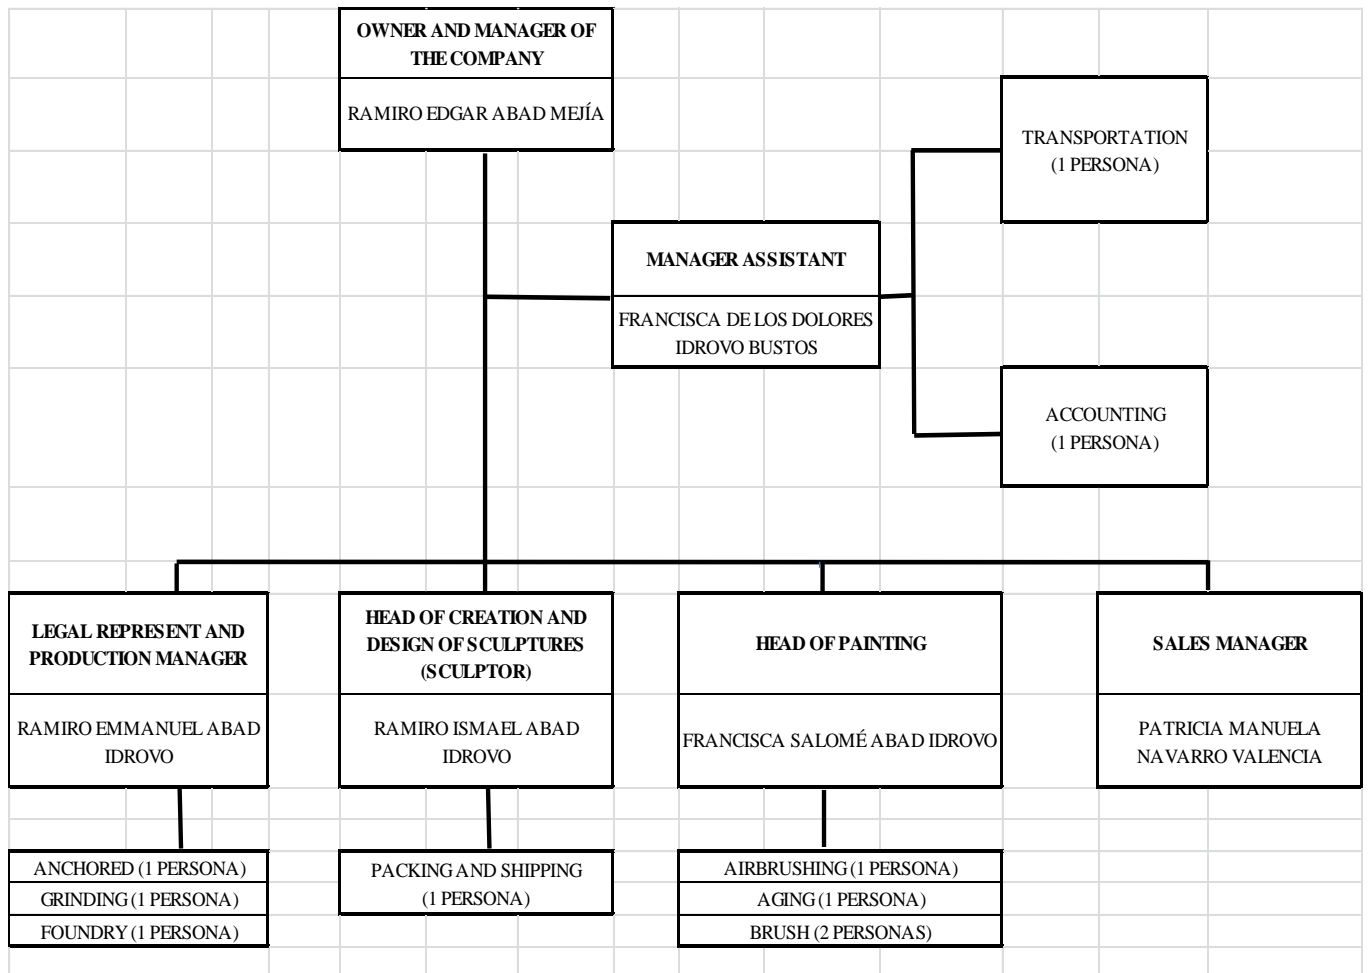 OWNER AND MANAGER OF
THE COMPANY
RAMIRO EDGAR ABAD MEJÍA
TRANSPORTATION
(1 PERSONA)
MANAGER ASSISTANT
FRANCISCA DE LOS DOLORES
IDROVO BUSTOS
ACCOUNTING
(1 PERSONA)
LEGAL REPRESENT AND
PRODUCTION MANAGER
RAMIRO EMMANUEL ABAD
IDROVO
HEAD OF CREATION AND
DESIGN OF SCULPTURES
(SCULPTOR)
RAMIRO ISMAEL ABAD
IDROVO
HEAD OF PAINTING
FRANCISCA SALOMÉ ABAD IDROVO
SALES MANAGER
PATRICIA MANUELA
NAVARRO VALENCIA
ANCHORED (1 PERSONA)
GRINDING (1 PERSONA)
FOUNDRY (1 PERSONA)
PACKING AND SHIPPING
(1 PERSONA)
AIRBRUSHING (1 PERSONA)
AGING (1 PERSONA)
BRUSH (2 PERSONAS)